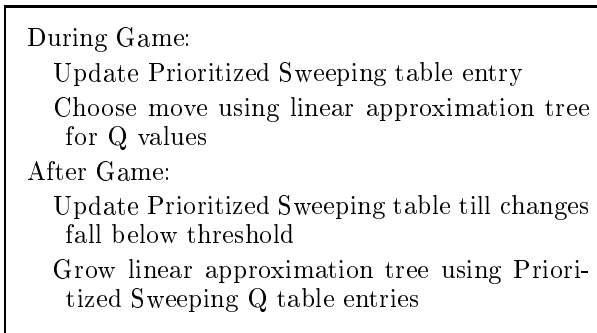 During Game:
Update Prioritized Sweeping table entry
Choose move using linear approximation tree
for Q values
After Game:
Update Prioritized Sweeping table till changes
fall below threshold
Grow linear approximation tree using Priori-
tized Sweeping Q table entries